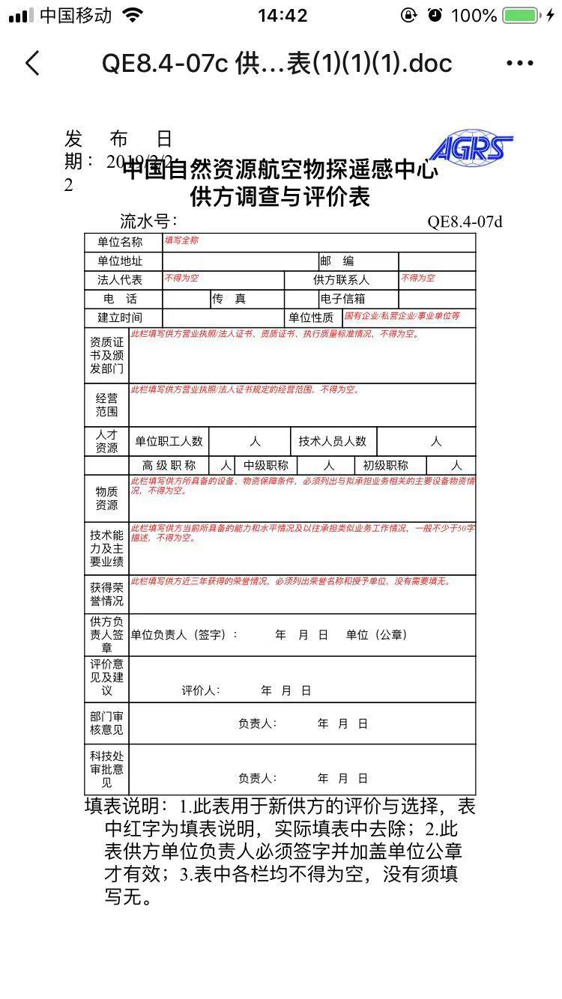 中国移动 14:42 100%
QE8.4-07c 供...表(1)(1)(1).doc
发 布 日
期：2019/2/2
2
AGRS
中国自然资源航空物探遥感中心
供方调查与评价表
流水号：
QE8.4-07d
单位名称 填写全称
单位地址 邮 编
法人代表 不得为空 供方联系人 不得为空
电 话 传 真 电子信箱
建立时间 单位性质 国有企业/私营企业/事业单位等
资质证
书及颁
发部门
此栏填写供方营业执照/法人证书、资质证书、执行质量标准情况，不得为空。
经营
范围
此栏填写供方营业执照/法人证书规定的经营范围，不得为空。
人才
资源
单位职工人数 人 技术人员人数 人
高级职称 人 中级职称 人 初级职称 人
物质
资源
此栏填写供方所具备的设备、物资保障条件，必须列出与拟承担业务相关的主要设备物资情
况，不得为空。
技术能
力及主
要业绩
此栏填写供方当前所具备的能力和水平情况及以往承担类似业务工作情况，一般不少于50字
描述，不得为空。
获得荣
誉情况
此栏填写供方近三年获得的荣誉情况，必须列出荣誉名称和授予单位，没有需要填无。
供方负
责人签
章
单位负责人（签字）： 年 月 日 单位（公章）
评价意
见及建
议
评价人： 年 月 日
部门审
核意见
负责人： 年 月 日
科技处
审批意
见
负责人： 年 月 日
填表说明：1.此表用于新供方的评价与选择，表
中红字为填表说明，实际填表中去除；2.此
表供方单位负责人必须签字并加盖单位公章
才有效；3.表中各栏均不得为空，没有须填
写无。